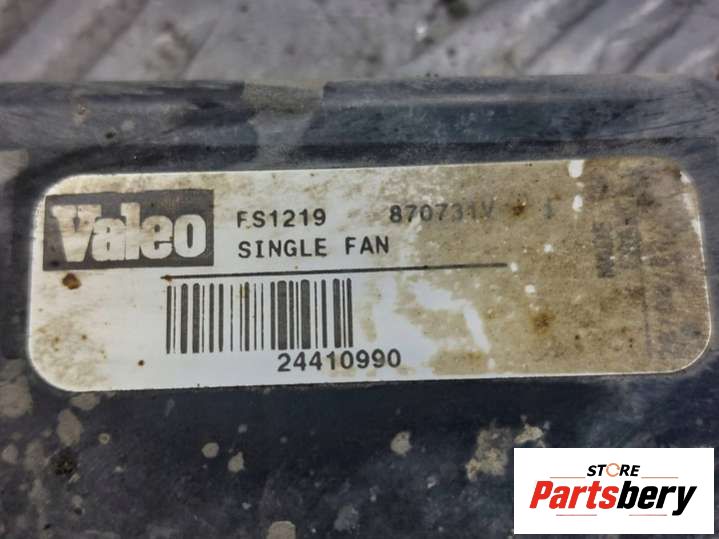 Valeo FS1219 870731V
SINGLE FAN
24410990
STORE
Partsbery